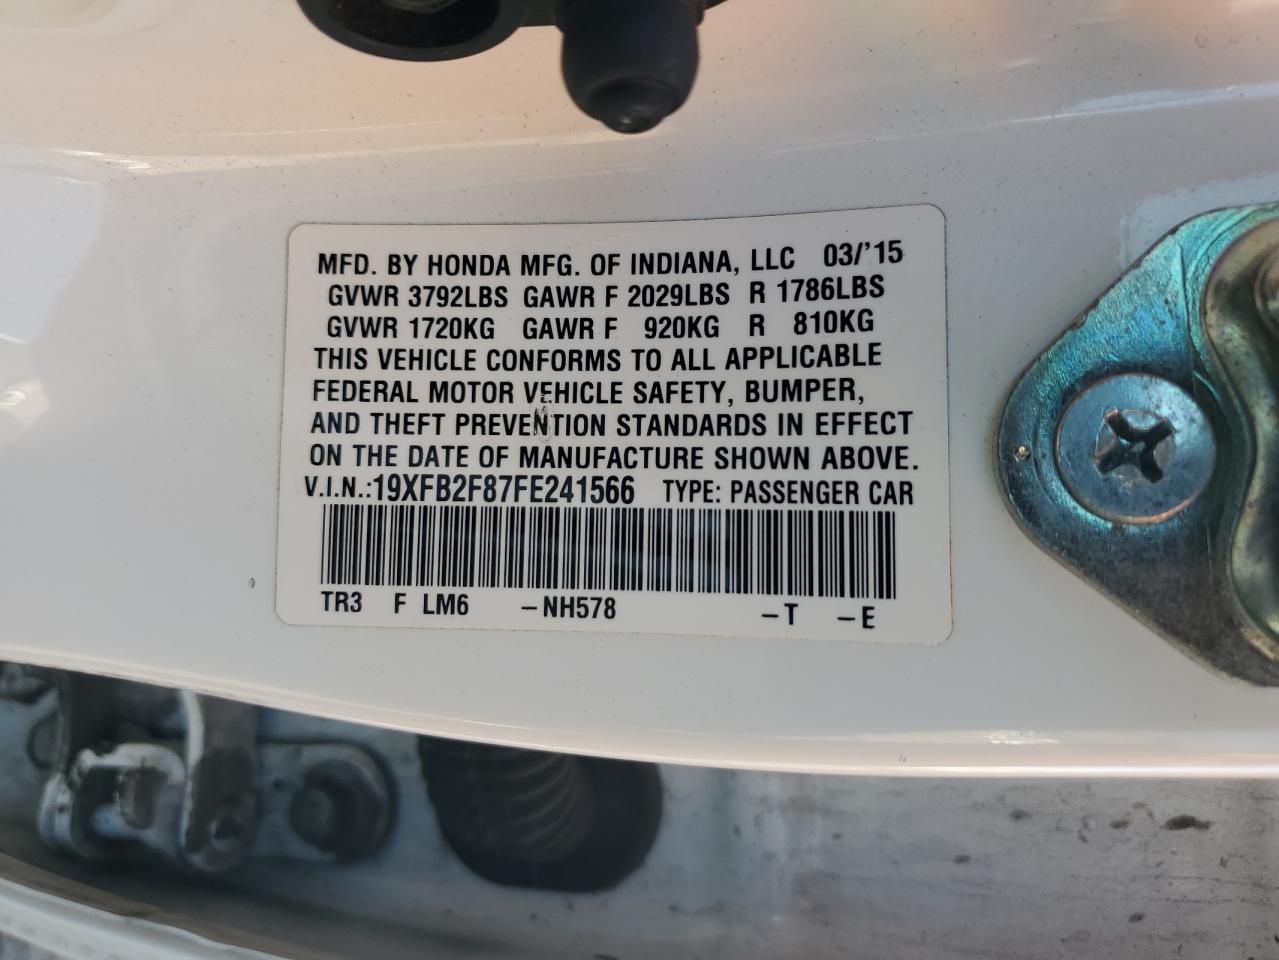 MFD. BY HONDA MFG. OF INDIANA, LLC 03/'15
GVWR 3792LBS GAWR F 2029LBS R 1786LBS
GVWR 1720KG GAWR F 920KG R 810KG
THIS VEHICLE CONFORMS TO ALL APPLICABLE
FEDERAL MOTOR VEHICLE SAFETY, BUMPER,
AND THEFT PREVENTION STANDARDS IN EFFECT
ON THE DATE OF MANUFACTURE SHOWN ABOVE.
V.I.N.:19XFB2F87FE241566 TYPE: PASSENGER CAR
TR3 F LM6 –NH578 –T –E